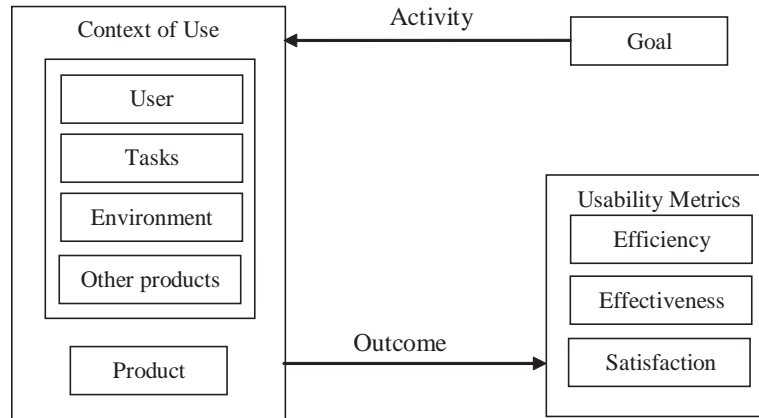 Context of Use
User
Tasks
Environment
Other products
Product
Activity
Goal
Outcome
Usability Metrics
Efficiency
Effectiveness
Satisfaction